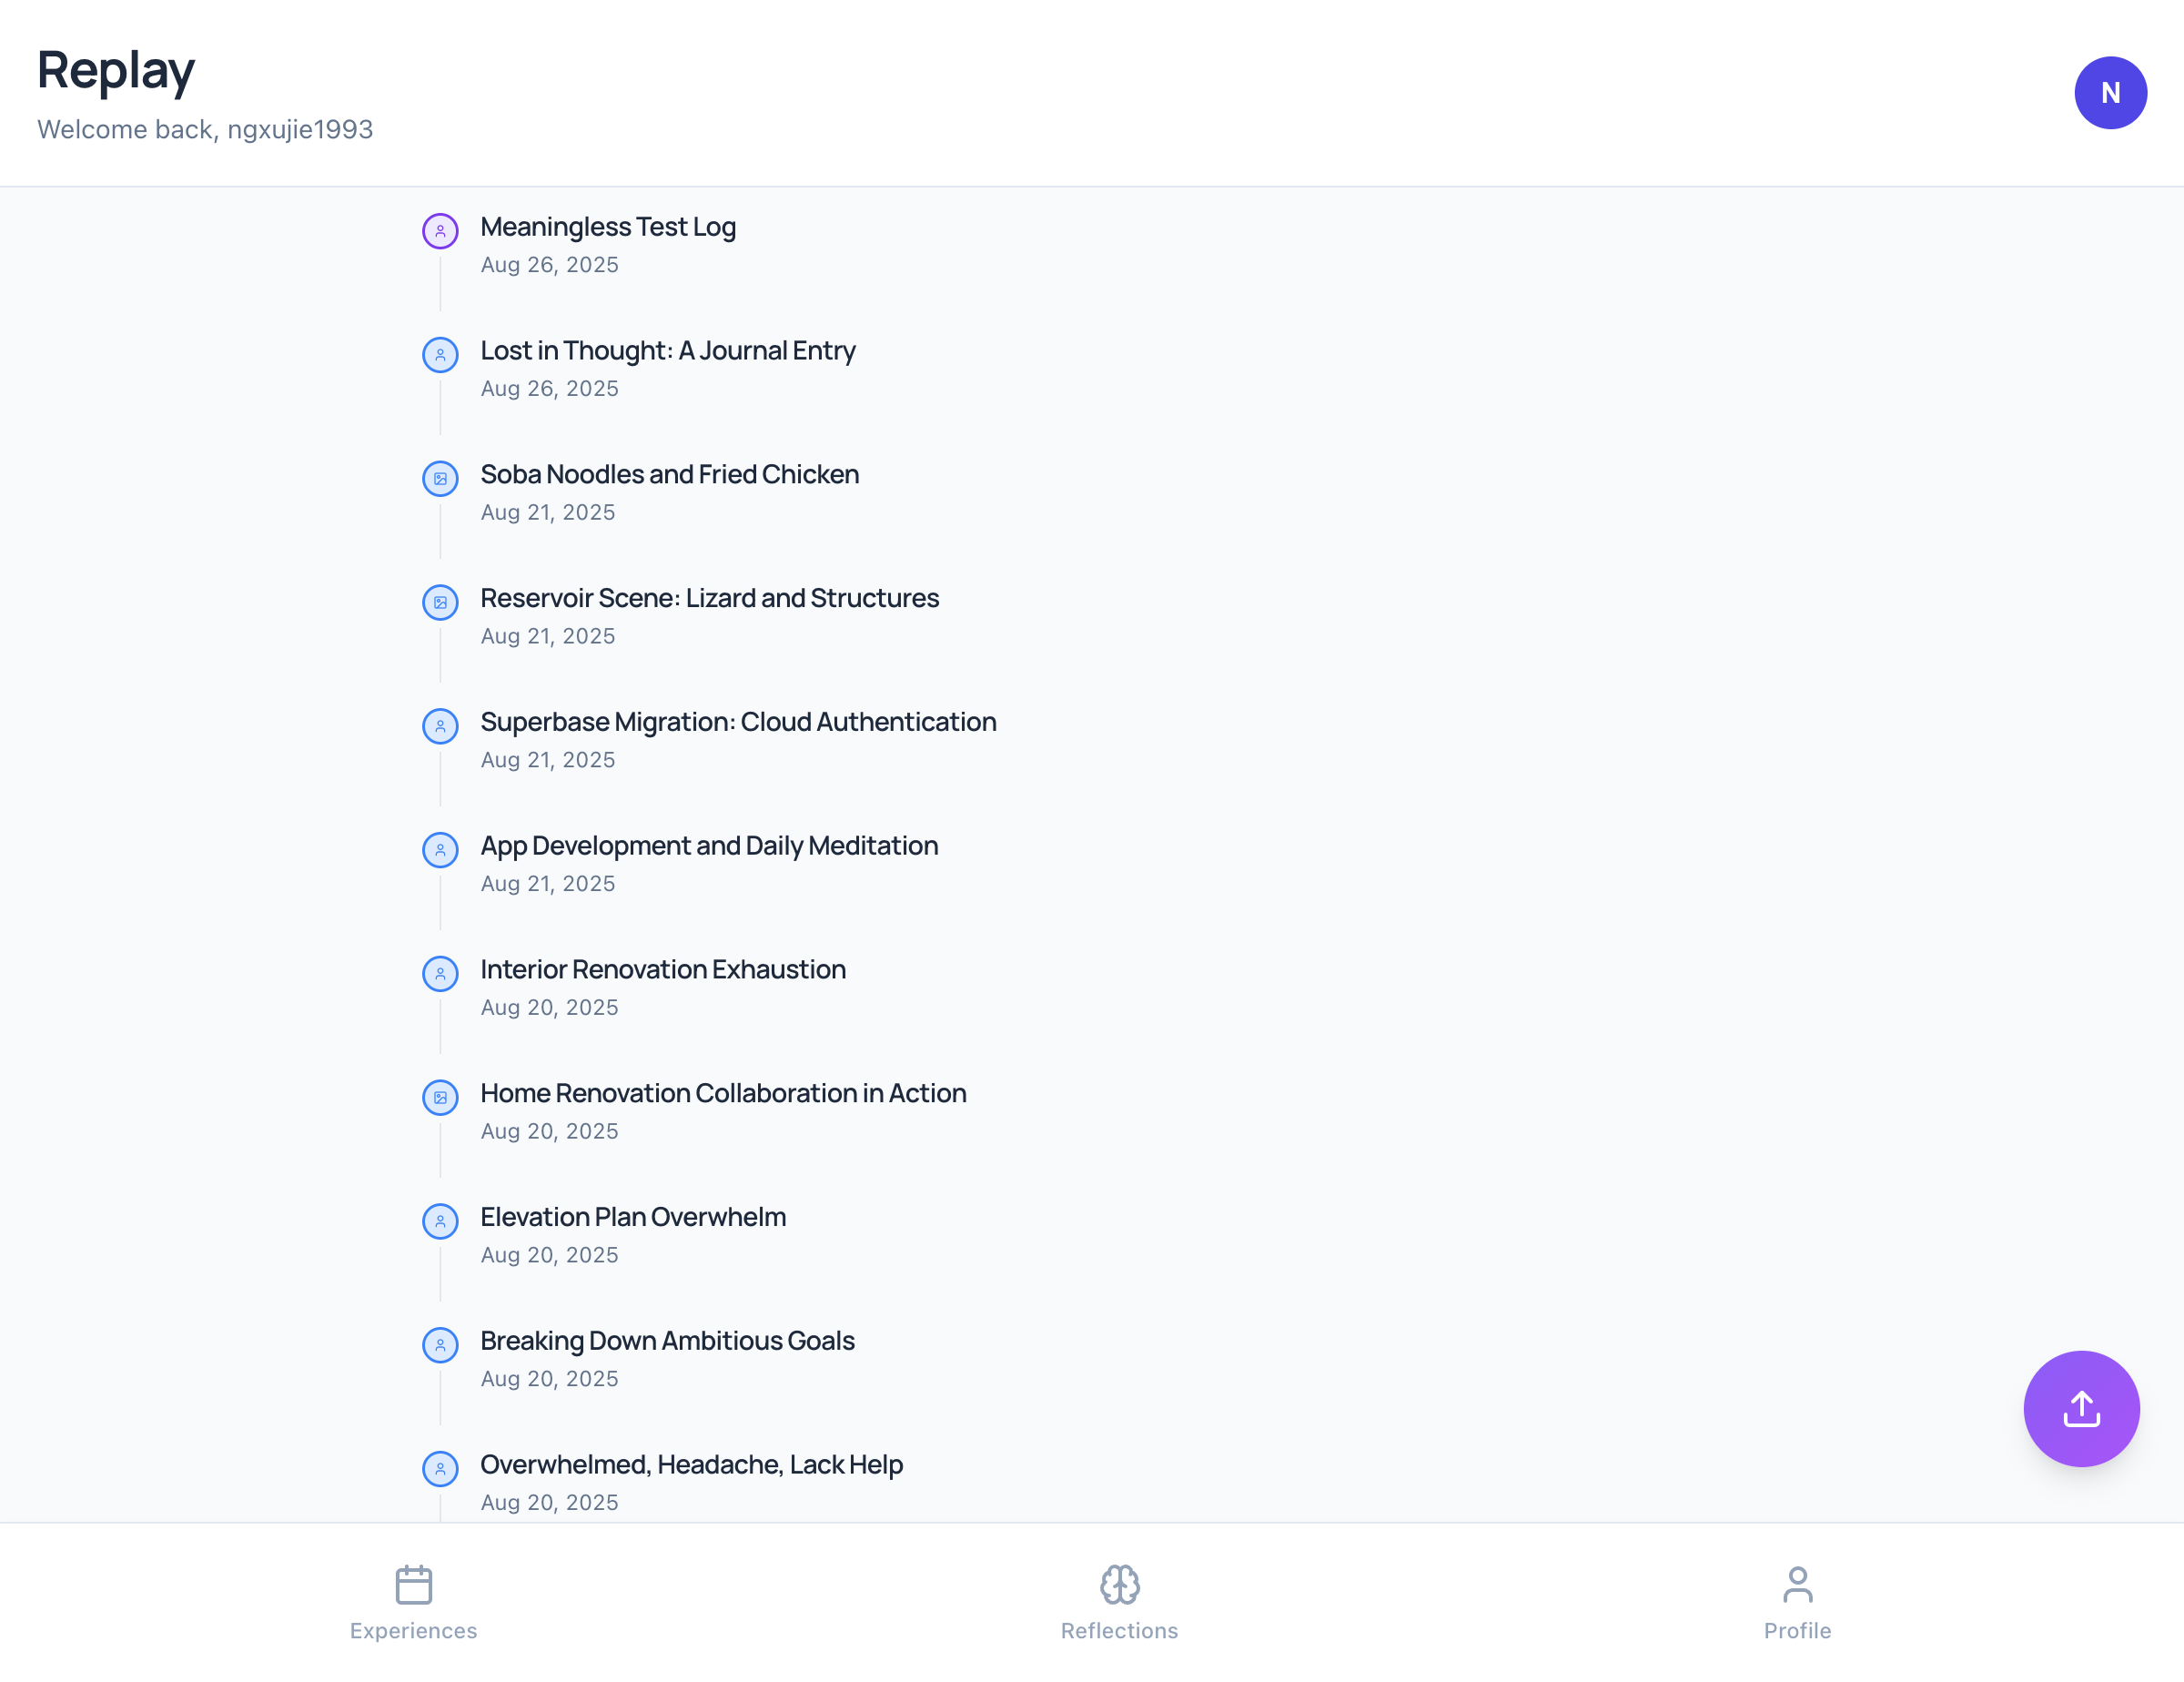 Replay
Welcome back, ngxujie1993
N
Meaningless Test Log
Aug 26, 2025
Lost in Thought: A Journal Entry
Aug 26, 2025
Soba Noodles and Fried Chicken
Aug 21, 2025
Reservoir Scene: Lizard and Structures
Aug 21, 2025
Superbase Migration: Cloud Authentication
Aug 21, 2025
App Development and Daily Meditation
Aug 21, 2025
Interior Renovation Exhaustion
Aug 20, 2025
Home Renovation Collaboration in Action
Aug 20, 2025
Elevation Plan Overwhelm
Aug 20, 2025
Breaking Down Ambitious Goals
Aug 20, 2025
Overwhelmed, Headache, Lack Help
Aug 20, 2025
Experiences
Reflections
Profile